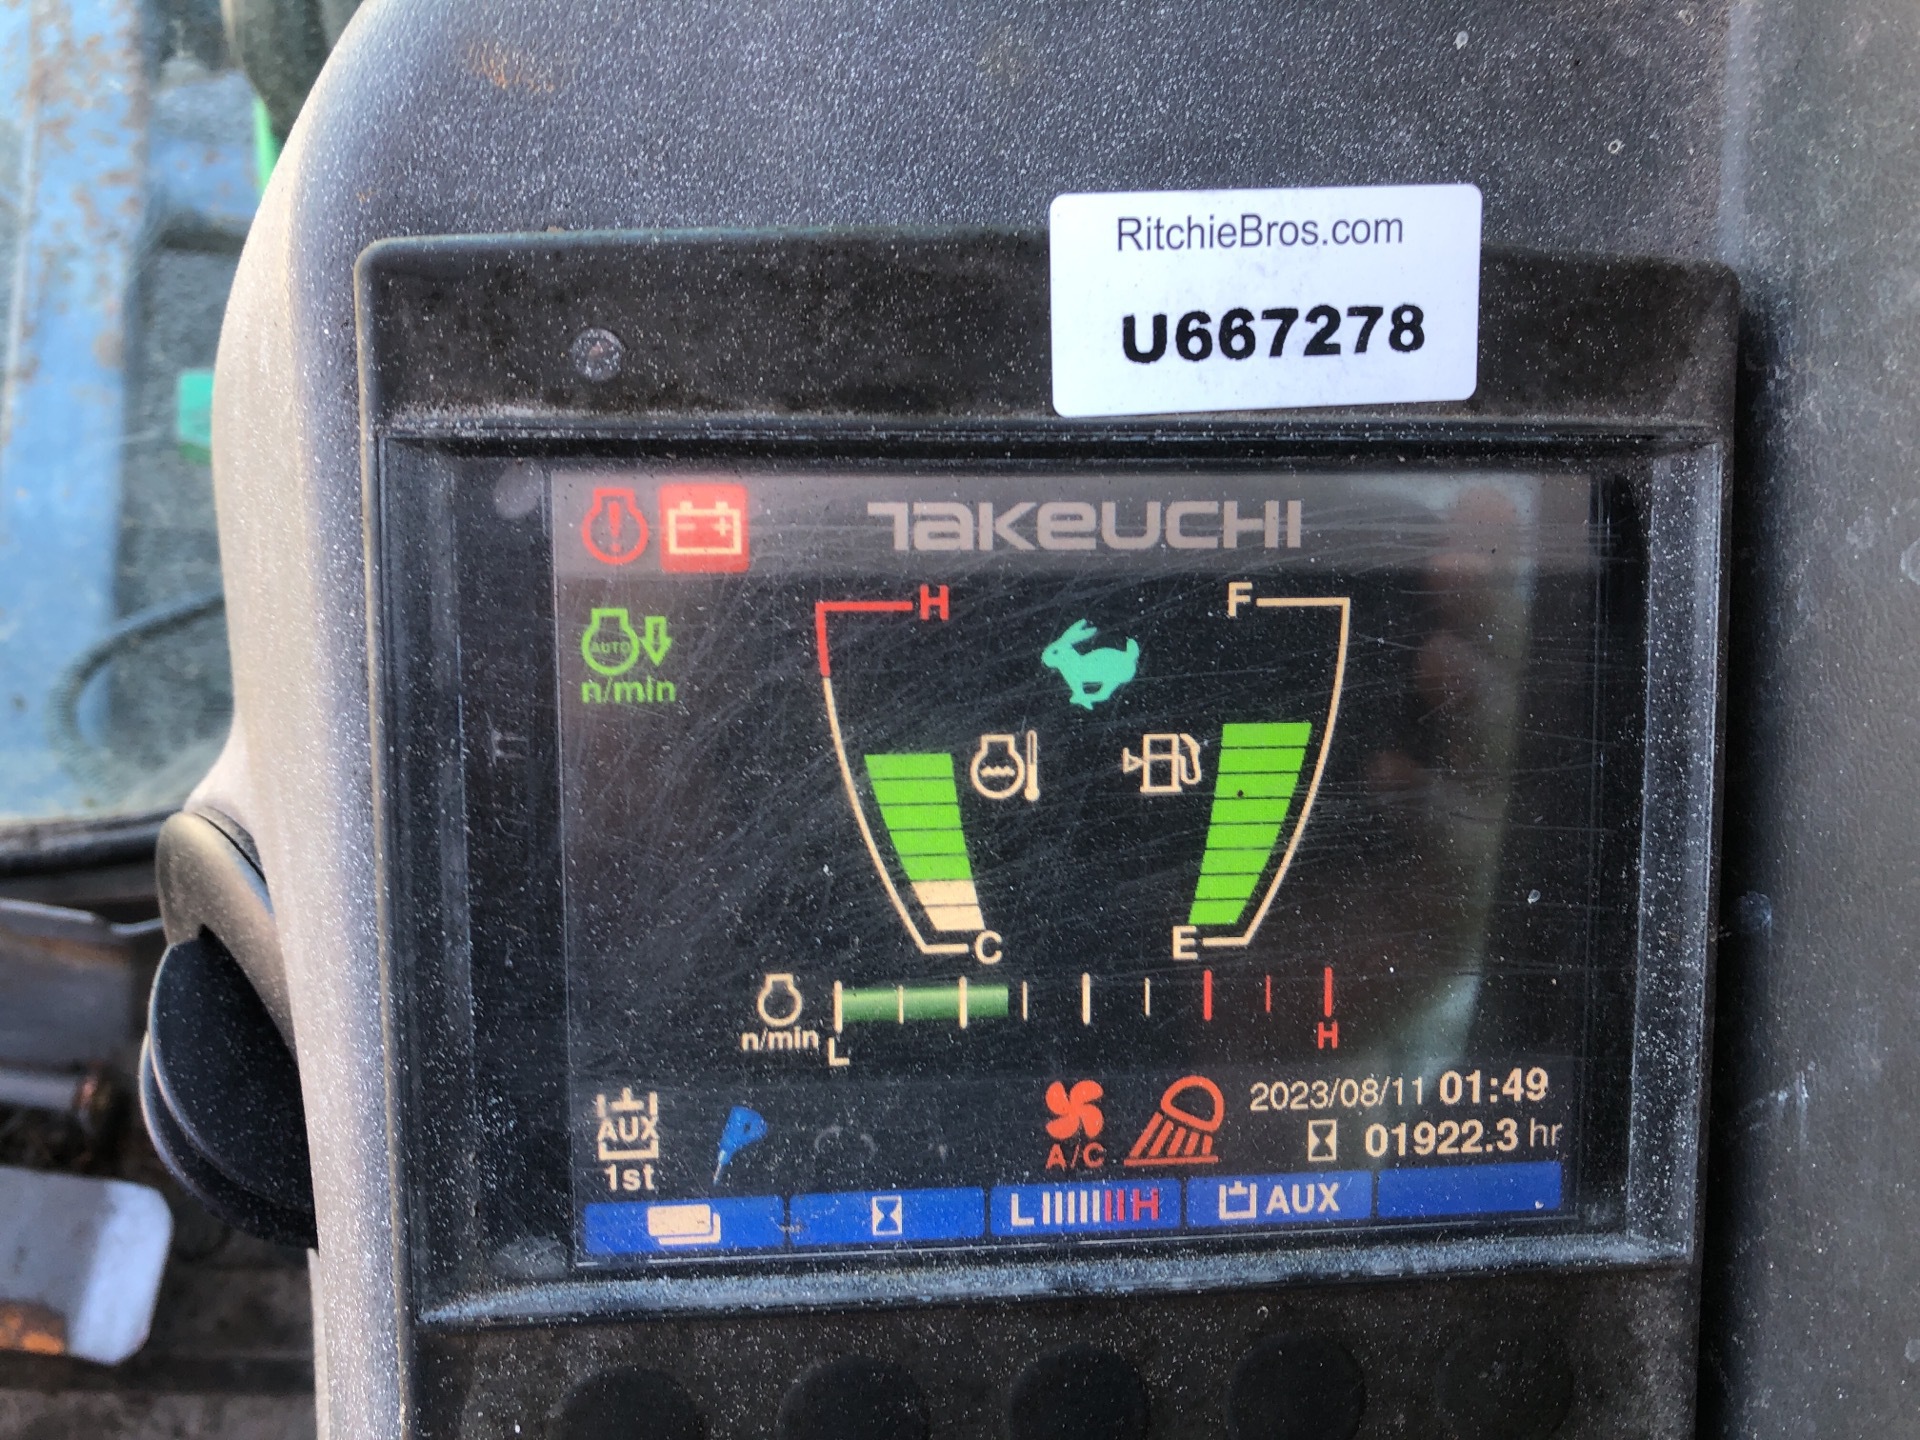 RitchieBros.com
U667278
TAKEUCHI
H
F
AUTO
n/min
C
E
n/min
L
H
AUX
1st
A/C
2023/08/11 01:49
01922.3 hr
L H
AUX